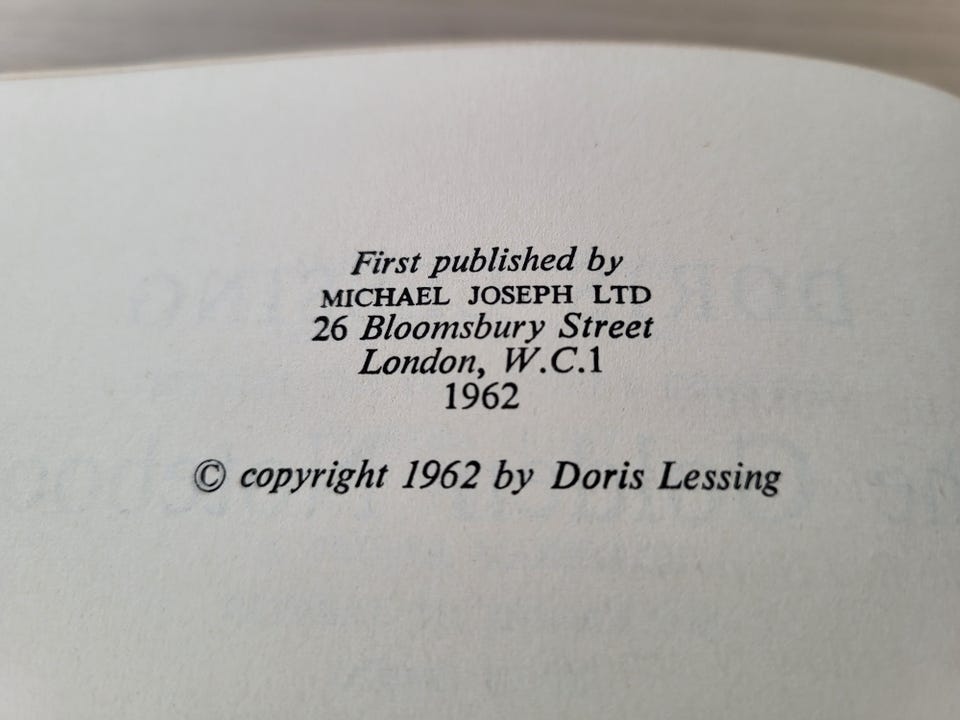 First published by
MICHAEL JOSEPH LTD
26 Bloomsbury Street
London, W.C.1
1962
© copyright 1962 by Doris Lessing